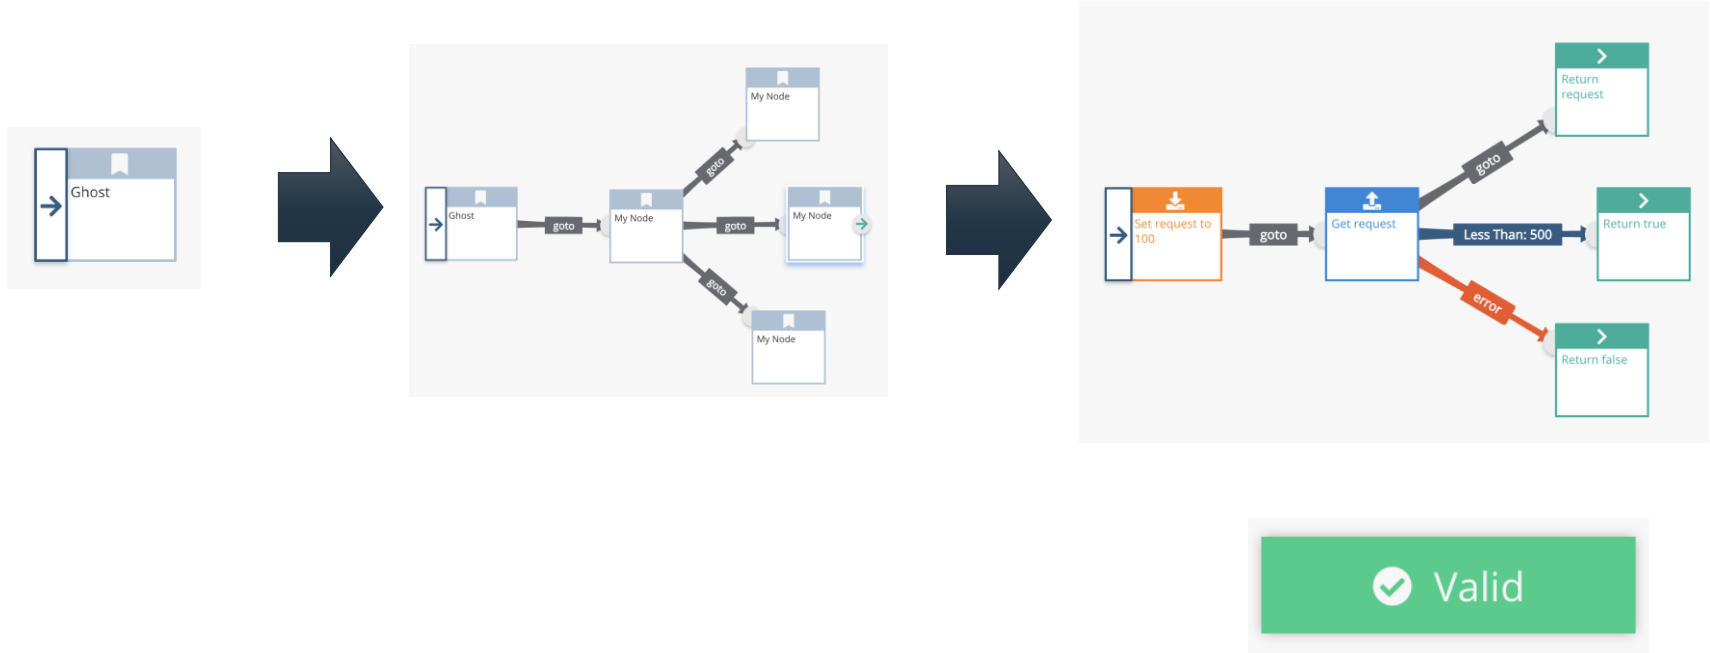 Ghost
My Node
goto
Ghost
goto
My Node
goto
My Node
goto
My Node
Return
request
goto
Set request to
100
goto
Get request
Less Than: 500
Return true
error
Return false
Valid